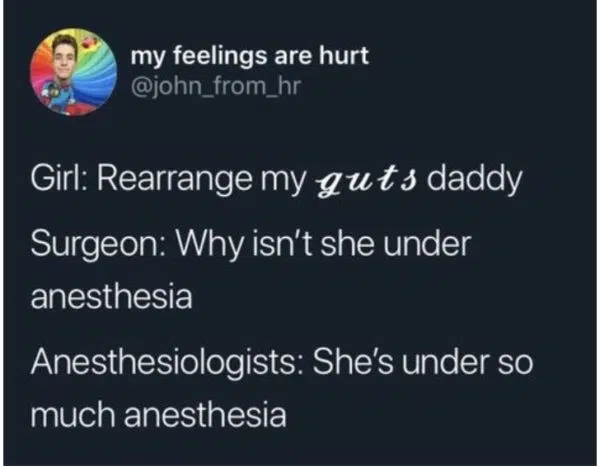 my feelings are hurt
@john_from_hr
Girl: Rearrange my 𝓰𝓾𝓽𝓼 daddy
Surgeon: Why isn't she under
anesthesia
Anesthesiologists: She's under so
much anesthesia